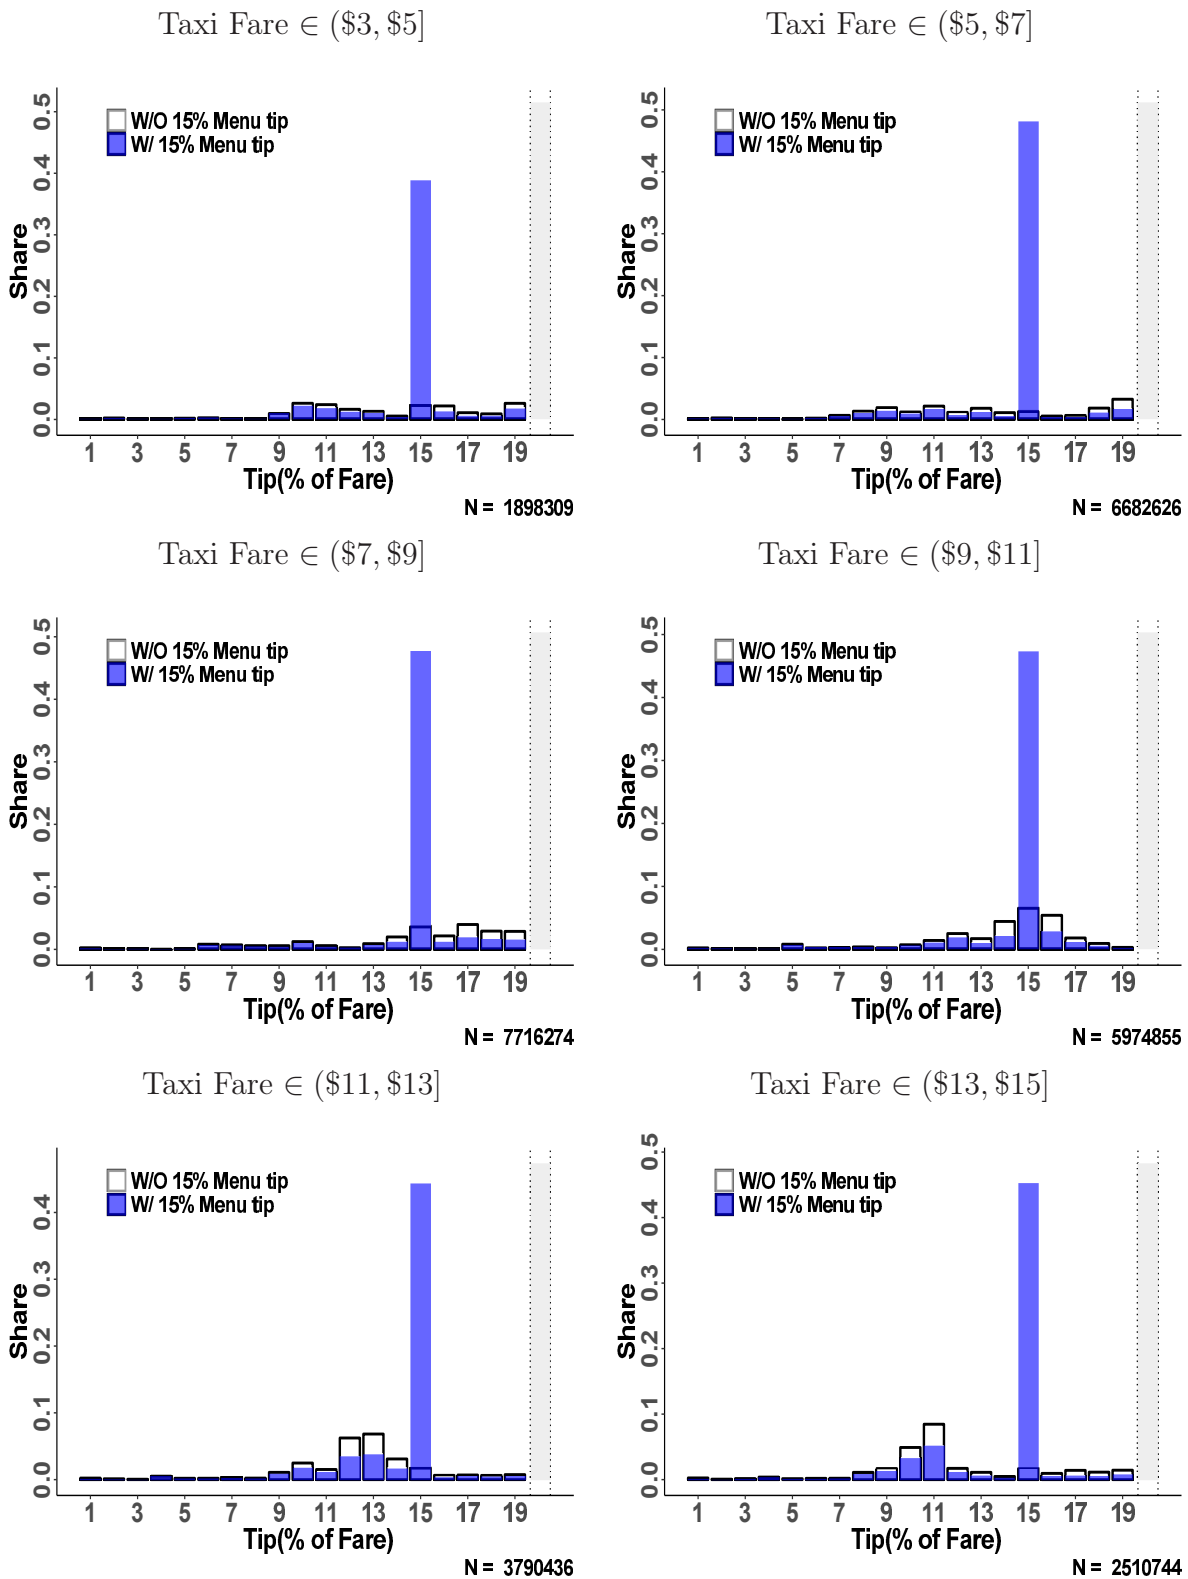 Taxi Fare ∈ ($3, $5]
W/O 15% Menu tip
W/ 15% Menu tip
Share
0.5
0.4
0.3
0.2
0.1
0.0
1 3 5 7 9 11 13 15 17 19
Tip(% of Fare)
N = 1898309
Taxi Fare ∈ ($5, $7]
W/O 15% Menu tip
W/ 15% Menu tip
Share
0.5
0.4
0.3
0.2
0.1
0.0
1 3 5 7 9 11 13 15 17 19
Tip(% of Fare)
N = 6682626
Taxi Fare ∈ ($7, $9]
W/O 15% Menu tip
W/ 15% Menu tip
Share
0.5
0.4
0.3
0.2
0.1
0.0
1 3 5 7 9 11 13 15 17 19
Tip(% of Fare)
N = 7716274
Taxi Fare ∈ ($9, $11]
W/O 15% Menu tip
W/ 15% Menu tip
Share
0.5
0.4
0.3
0.2
0.1
0.0
1 3 5 7 9 11 13 15 17 19
Tip(% of Fare)
N = 5974855
Taxi Fare ∈ ($11, $13]
W/O 15% Menu tip
W/ 15% Menu tip
Share
0.4
0.3
0.2
0.1
0.0
1 3 5 7 9 11 13 15 17 19
Tip(% of Fare)
N = 3790436
Taxi Fare ∈ ($13, $15]
W/O 15% Menu tip
W/ 15% Menu tip
Share
0.5
0.4
0.3
0.2
0.1
0.0
1 3 5 7 9 11 13 15 17 19
Tip(% of Fare)
N = 2510744